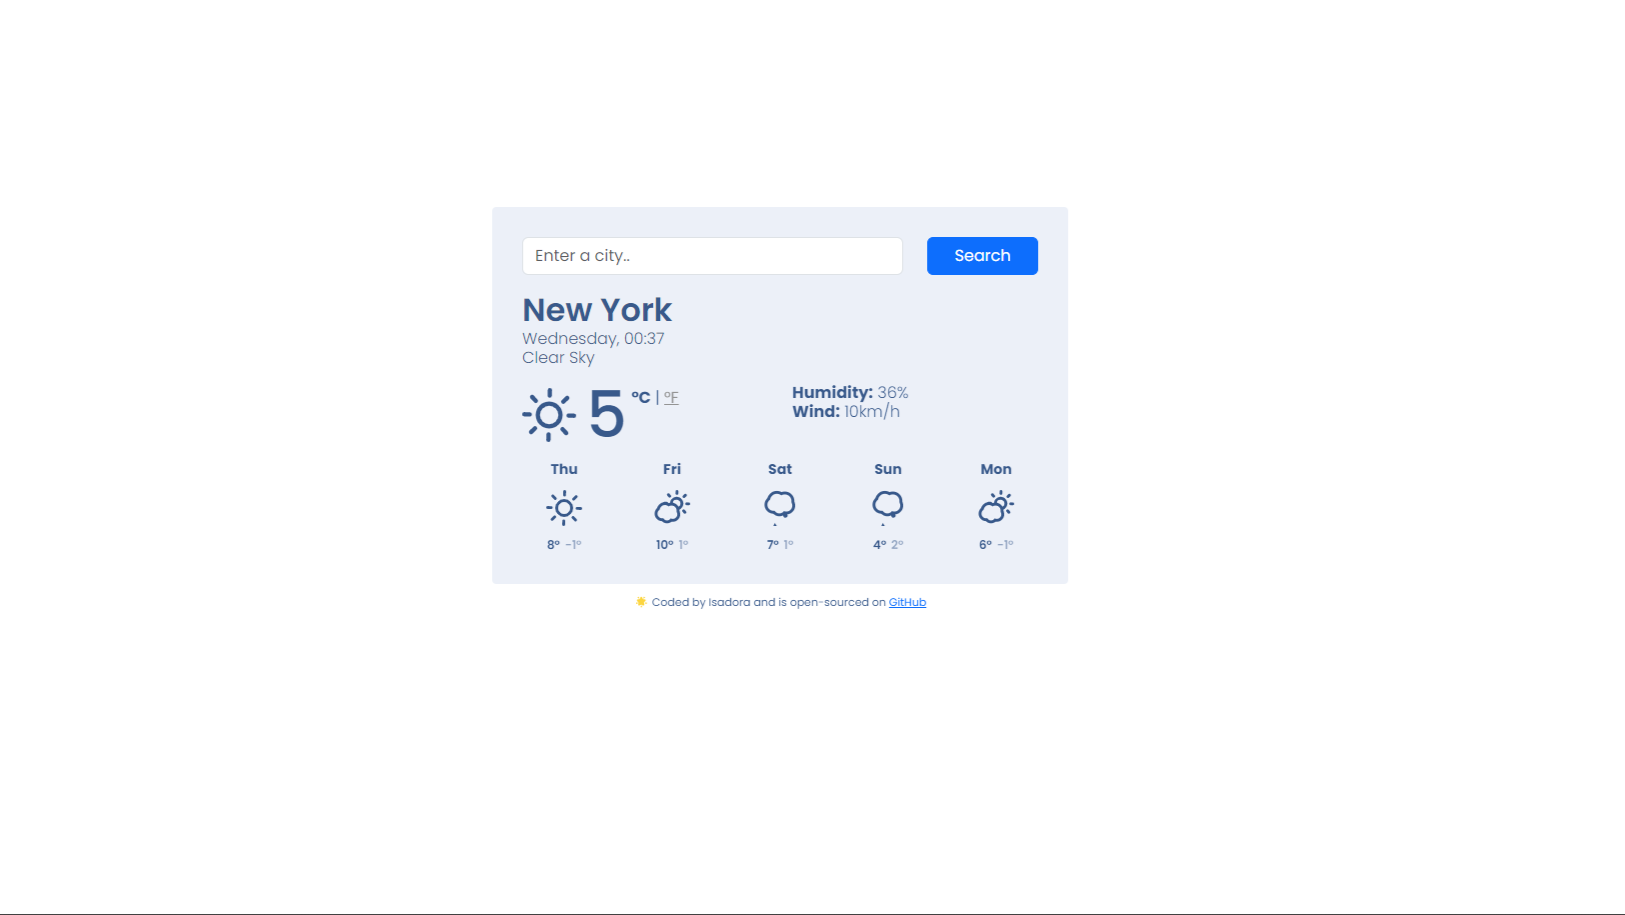 Enter a city..
Search
New York
Wednesday, 00:37
Clear Sky
5 °C | °F
Humidity: 36%
Wind: 10km/h
Thu Fri Sat Sun Mon
8° -1° 10° 1° 7° 1° 4° 2° 6° -1°
Coded by Isadora and is open-sourced on GitHub